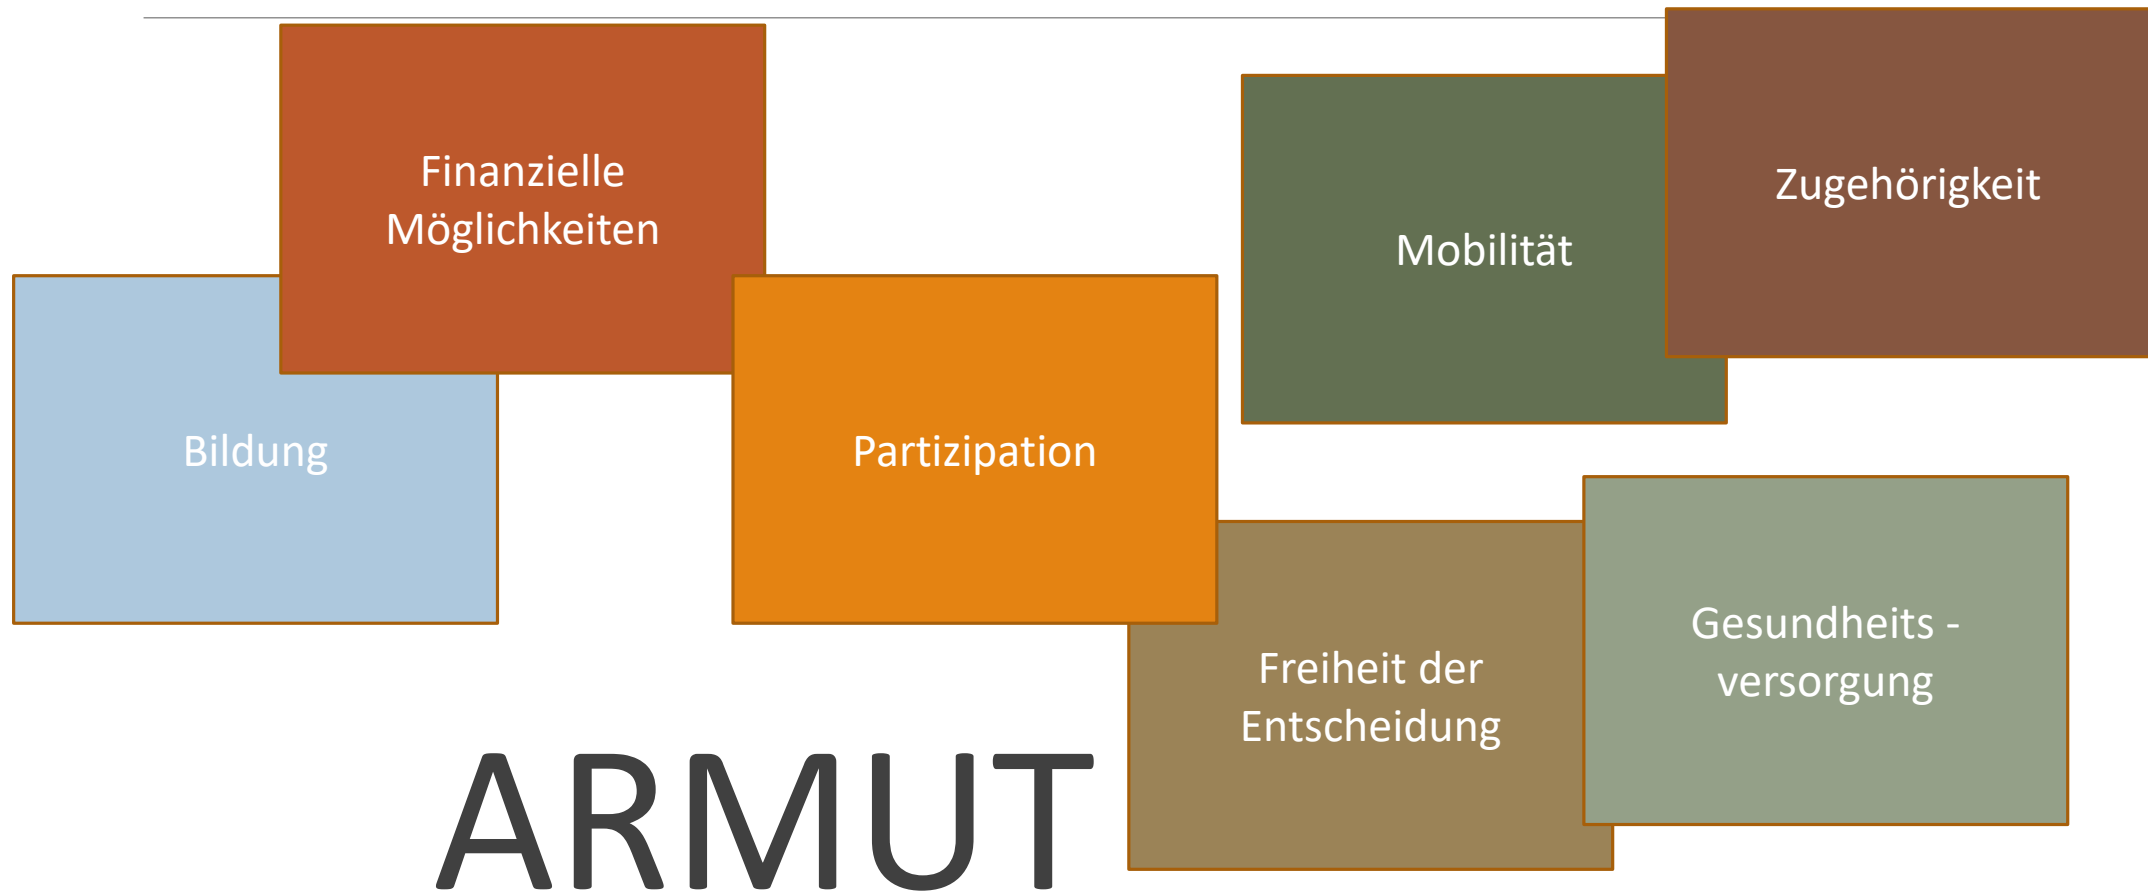 Finanzielle
Möglichkeiten
Zugehörigkeit
Mobilität
Bildung
Partizipation
Gesundheits -
versorgung
Freiheit der
Entscheidung
ARMUT